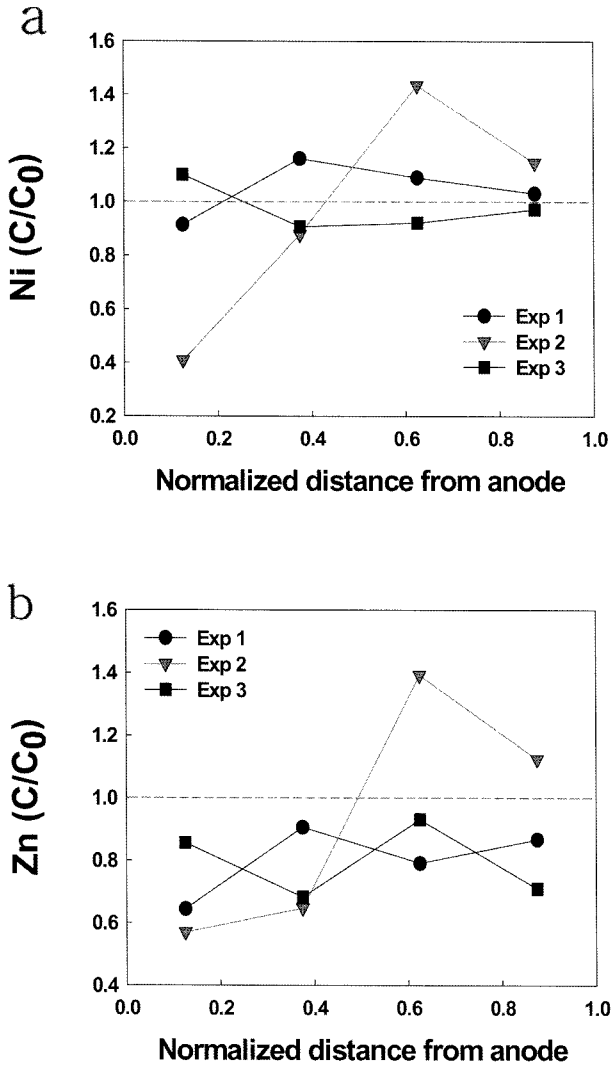 a
1.6
1.4
1.2
1.0
0.8
0.6
0.4
0.2
Ni (C/C0)
Exp 1
Exp 2
Exp 3
0.0 0.2 0.4 0.6 0.8 1.0
Normalized distance from anode
b
1.6
1.4
1.2
1.0
0.8
0.6
0.4
Zn (C/C0)
Exp 1
Exp 2
Exp 3
0.0 0.2 0.4 0.6 0.8 1.0
Normalized distance from anode